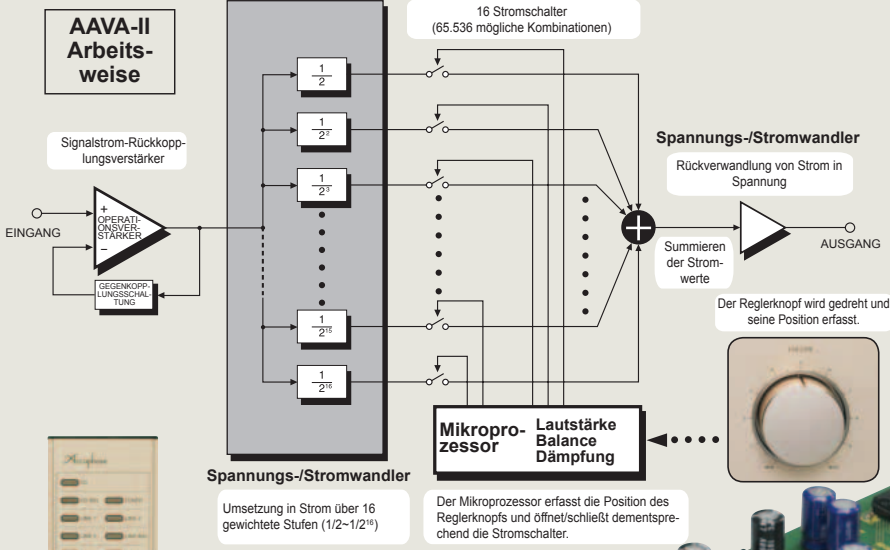 AAVA-II
Arbeits-
weise
16 Stromschalter
(65.536 mögliche Kombinationen)
Signalstrom-Rückkopp-
lungsverstärker
EINGANG
+
OPERATI-
ONSVER-
STÄRKER
−
GEGENKOPP-
LUNGSSCHAL-
TUNG
1/2
1/2²
1/2³
1/2¹⁵
1/2¹⁶
Spannungs-/Stromwandler
Umsetzung in Strom über 16
gewichtete Stufen (1/2~1/2¹⁶)
Mikropro-
zessor
Lautstärke
Balance
Dämpfung
Der Mikroprozessor erfasst die Position des
Reglerknopfs und öffnet/schließt dementspre-
chend die Stromschalter.
Spannungs-/Stromwandler
Rückverwandlung von Strom in
Spannung
+
Summieren
der Strom-
werte
AUSGANG
Der Reglerknopf wird gedreht und
seine Position erfasst.
Accuphase